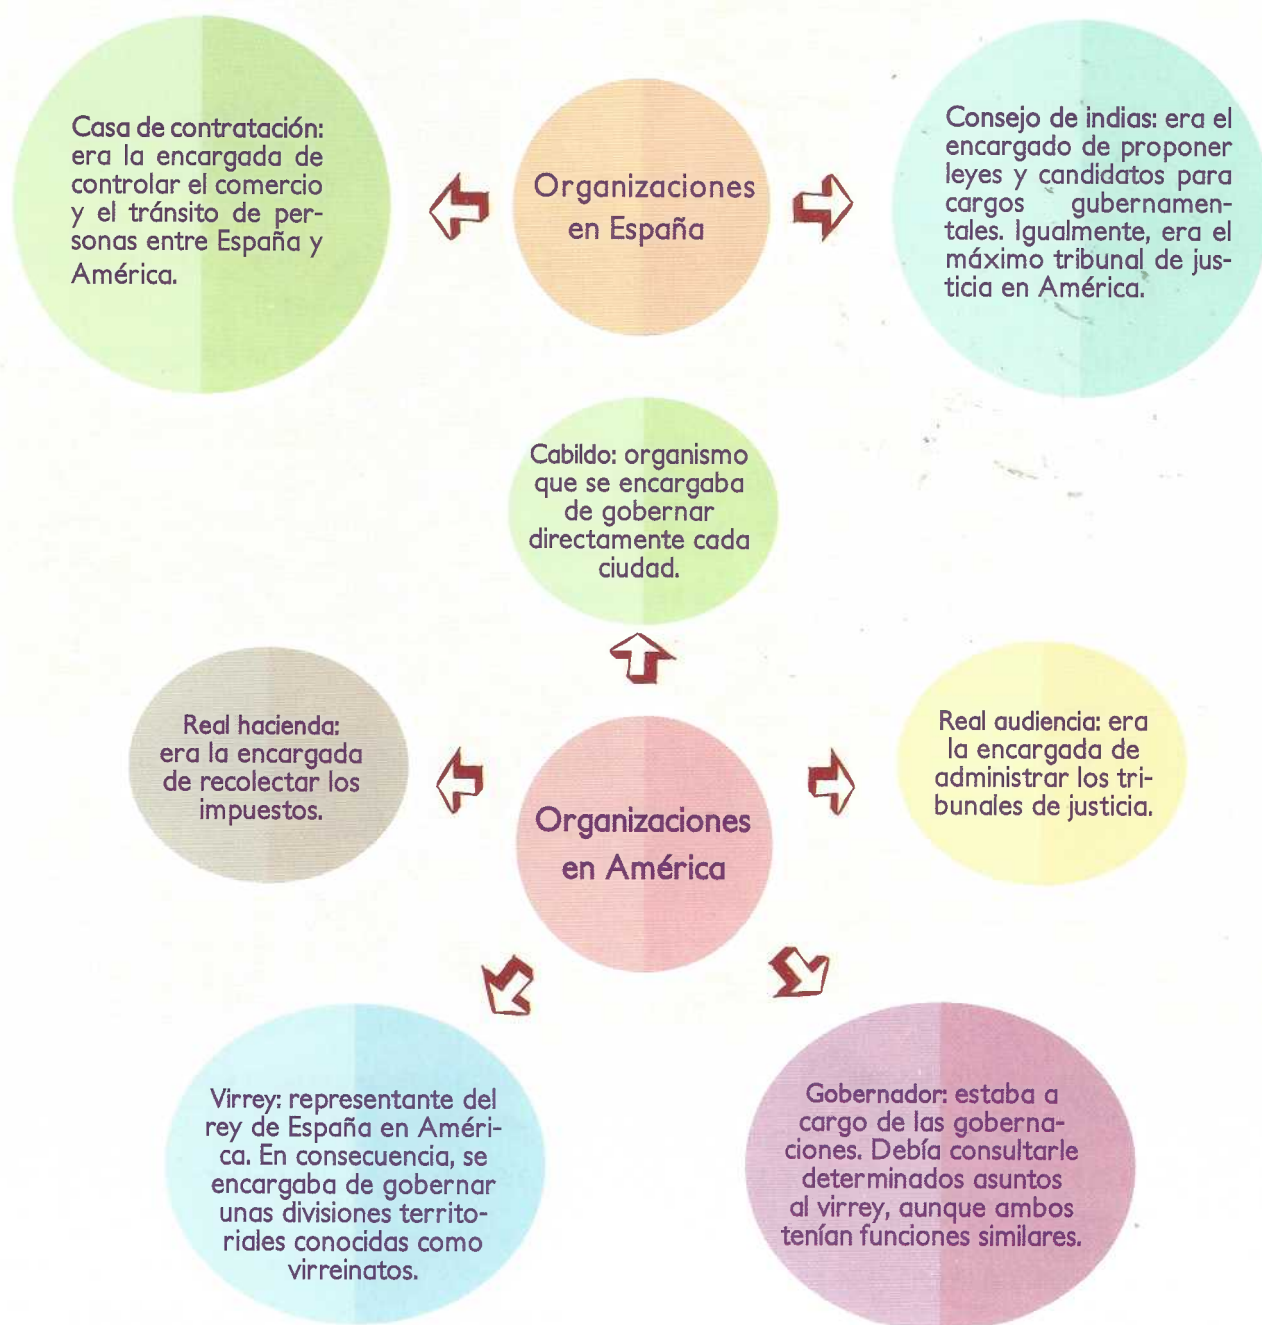 Casa de contratación:
era la encargada de
controlar el comercio
y el tránsito de per-
sonas entre España y
América.
Organizaciones
en España
Consejo de indias: era el
encargado de proponer
leyes y candidatos para
cargos gubernamen-
tales. Igualmente, era el
máximo tribunal de jus-
ticia en América.
Cabildo: organismo
que se encargaba
de gobernar
directamente cada
ciudad.
Real hacienda:
era la encargada
de recolectar los
impuestos.
Organizaciones
en América
Real audiencia: era
la encargada de
administrar los tri-
bunales de justicia.
Virrey: representante del
rey de España en Améri-
ca. En consecuencia, se
encargaba de gobernar
unas divisiones territo-
riales conocidas como
virreinatos.
Gobernador: estaba a
cargo de las goberna-
ciones. Debía consultarle
determinados asuntos
al virrey, aunque ambos
tenían funciones similares.